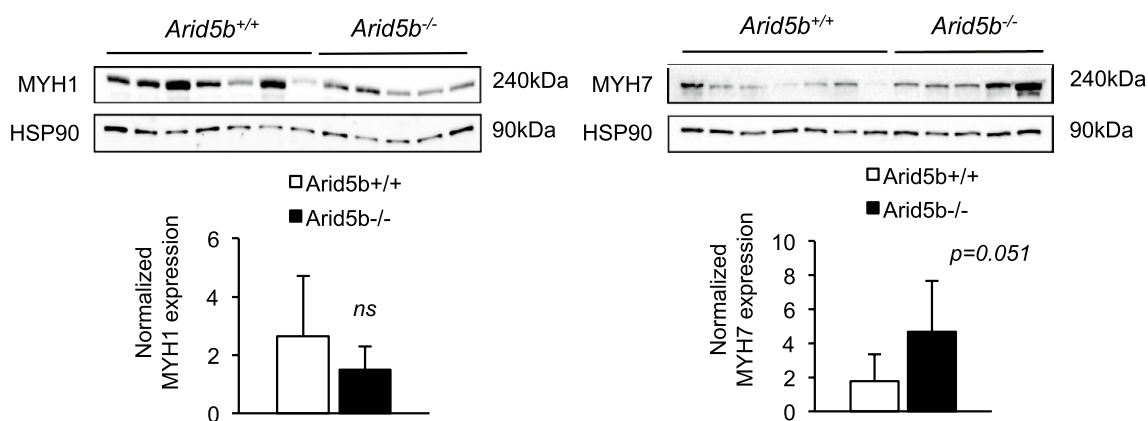 Arid5b+/+ Arid5b-/-
MYH1 240kDa
HSP90 90kDa
Arid5b+/+
Arid5b-/-
Normalized
MYH1 expression
6
4
2
0
ns
Arid5b+/+ Arid5b-/-
MYH7 240kDa
HSP90 90kDa
Arid5b+/+
Arid5b-/-
Normalized
MYH7 expression
10
8
6
4
2
0
p=0.051